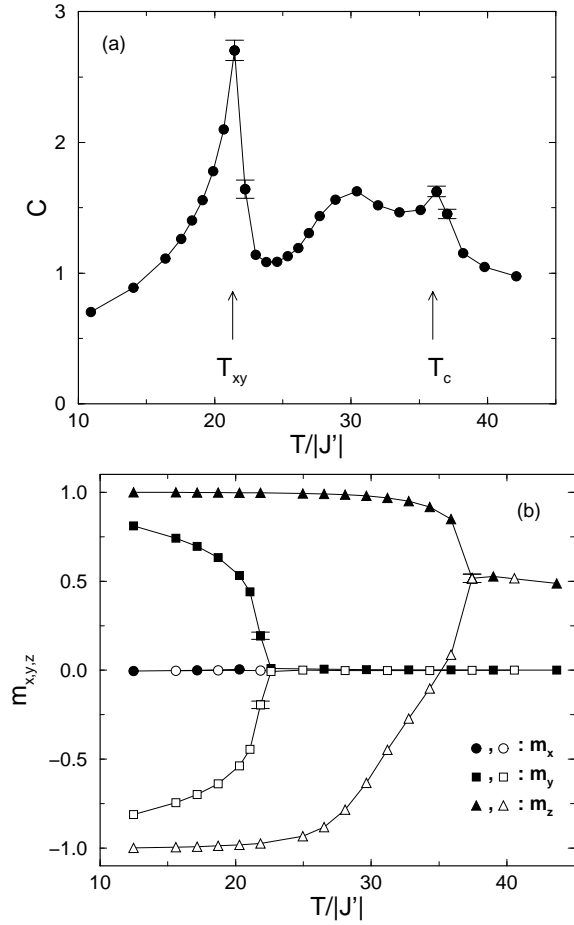 (a)
3
2
1
0
C
T_xy
T_c
10 20 30 40
T/|J'|
(b)
1.0
0.5
0.0
−0.5
−1.0
m_x,y,z
, : m_x
, : m_y
, : m_z
10 20 30 40
T/|J'|